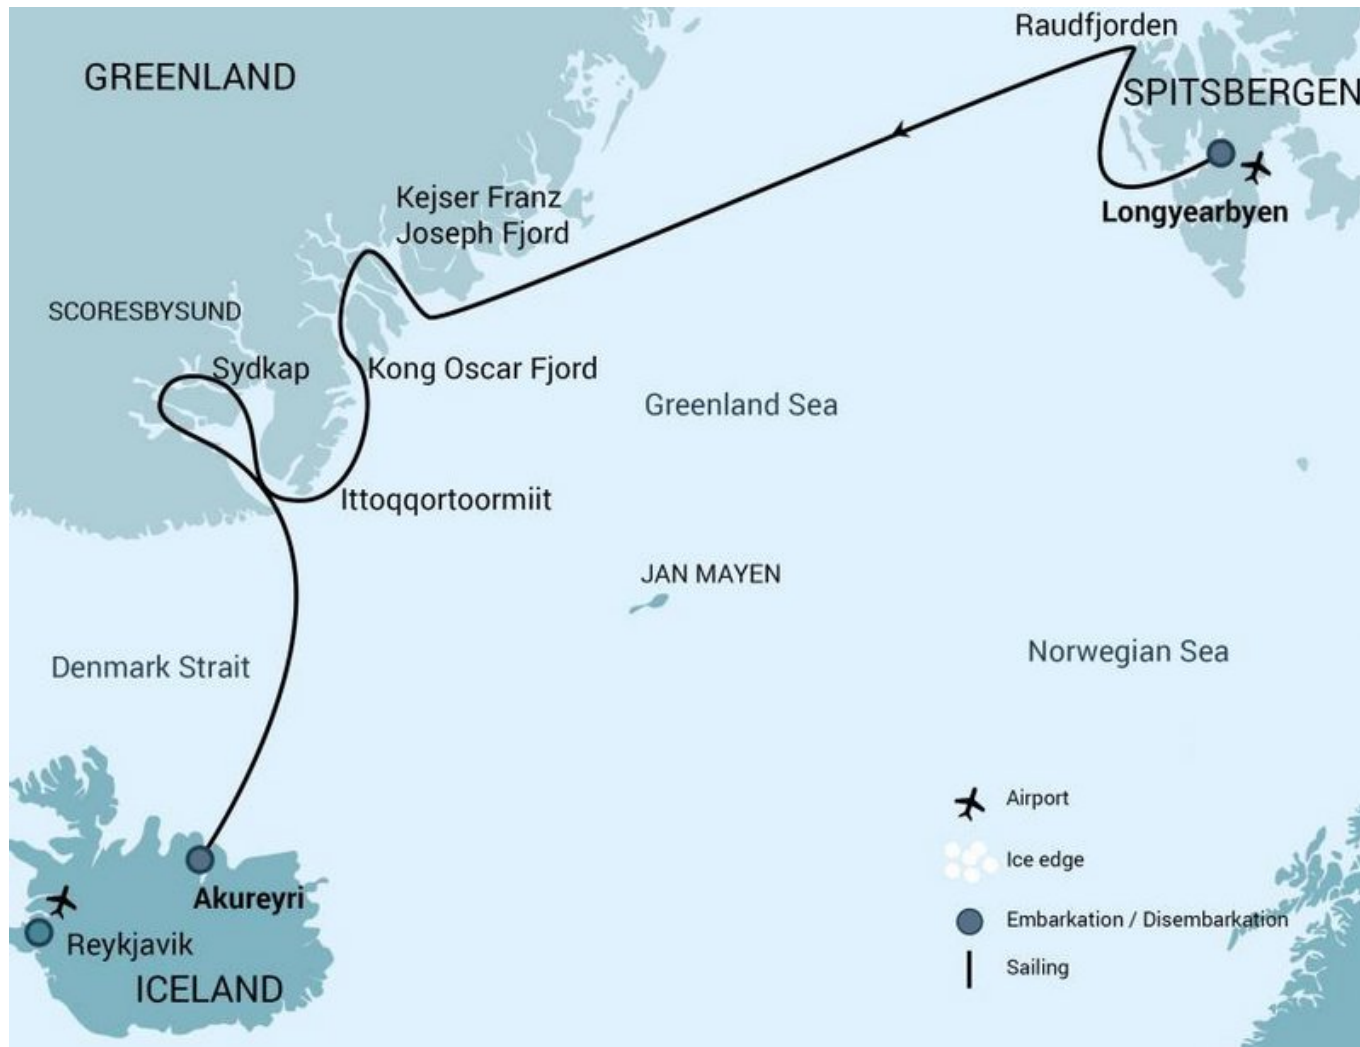 Raudfjorden
GREENLAND
SPITSBERGEN
Kejser Franz
Joseph Fjord
Longyearbyen
SCORESBYSUND
Sydkap
Kong Oscar Fjord
Greenland Sea
Ittoqqortoormiit
JAN MAYEN
Norwegian Sea
Denmark Strait
Airport
Ice edge
Akureyri
Embarkation / Disembarkation
Reykjavik
Sailing
ICELAND